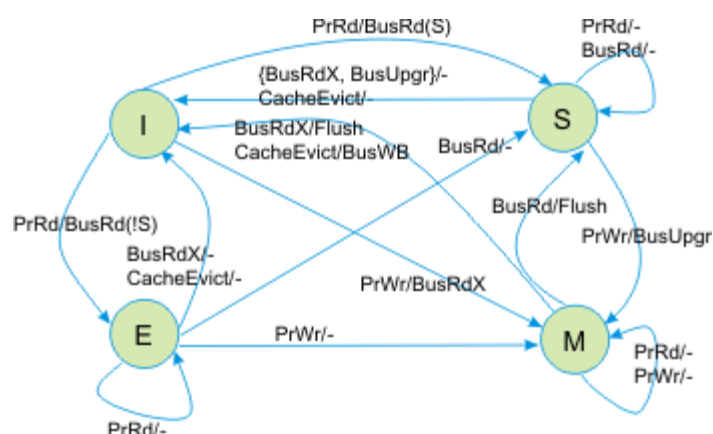 PrRd/BusRd(S)
PrRd/-
BusRd/-
{BusRdX, BusUpgr}/-
CacheEvict/-
I
S
BusRdX/Flush
CacheEvict/BusWB
BusRd/-
BusRd/Flush
PrRd/BusRd(!S)
PrWr/BusUpgr
BusRdX/-
CacheEvict/-
PrWr/BusRdX
E
PrWr/-
M
PrRd/-
PrWr/-
PrRd/-